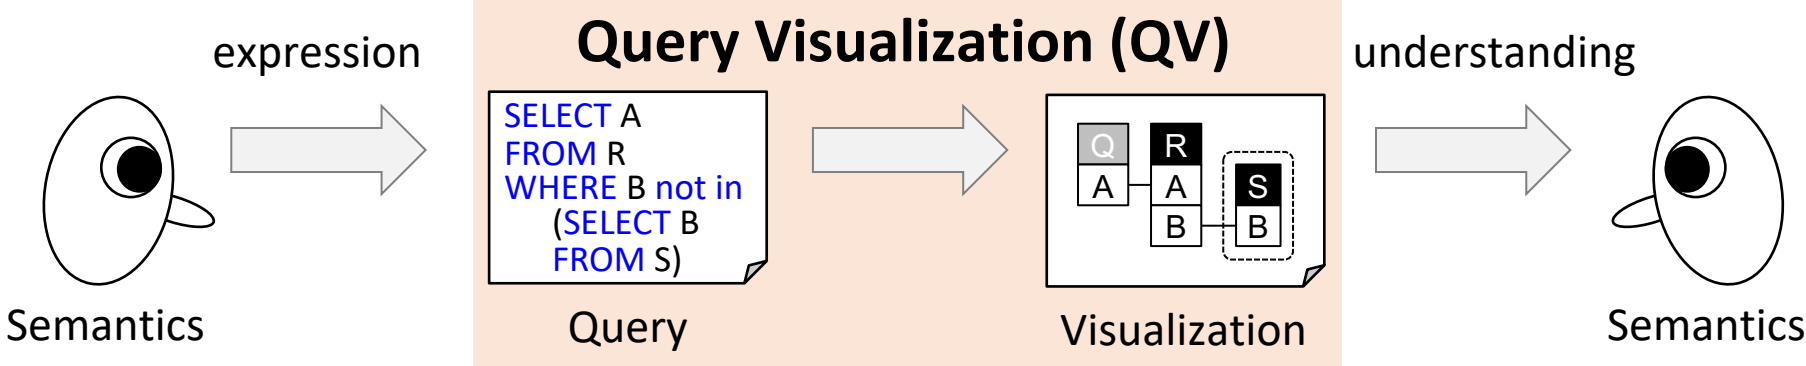 expression
Query Visualization (QV)
understanding
SELECT A
FROM R
WHERE B not in
(SELECT B
FROM S)
Q
A
R
A
B
S
B
Semantics
Query
Visualization
Semantics